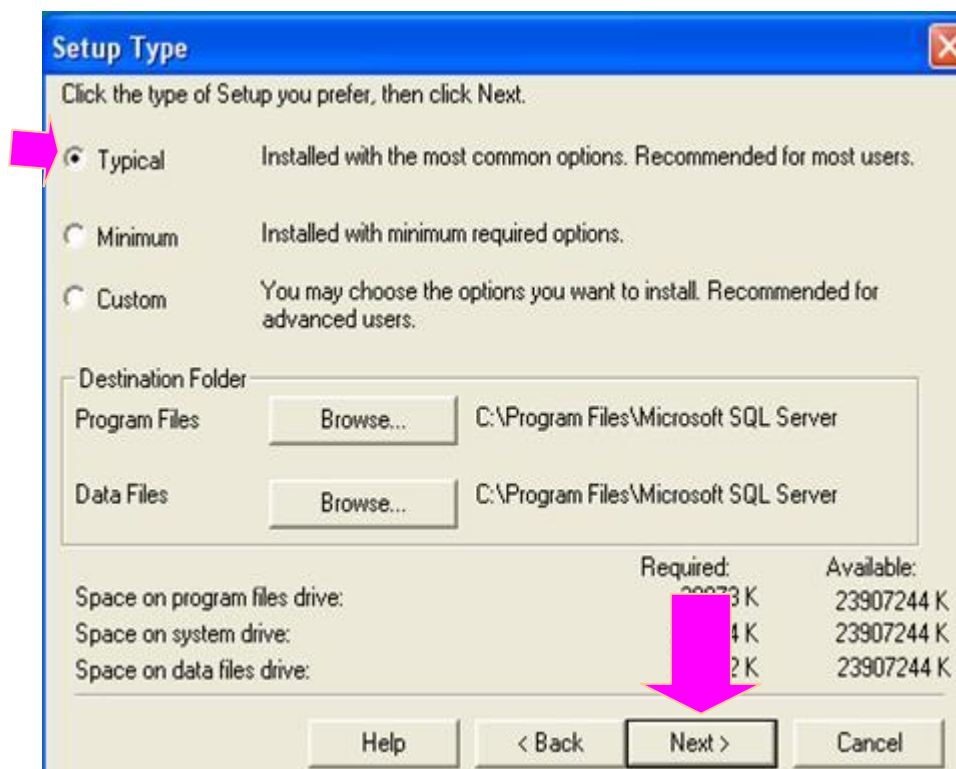 Setup Type
Click the type of Setup you prefer, then click Next.
Typical Installed with the most common options. Recommended for most users.
Minimum Installed with minimum required options.
Custom You may choose the options you want to install. Recommended for
advanced users.
Destination Folder
Program Files Browse... C:\Program Files\Microsoft SQL Server
Data Files Browse... C:\Program Files\Microsoft SQL Server
Required: Available:
Space on program files drive: K 23907244 K
Space on system drive: K 23907244 K
Space on data files drive: K 23907244 K
Help < Back Next > Cancel